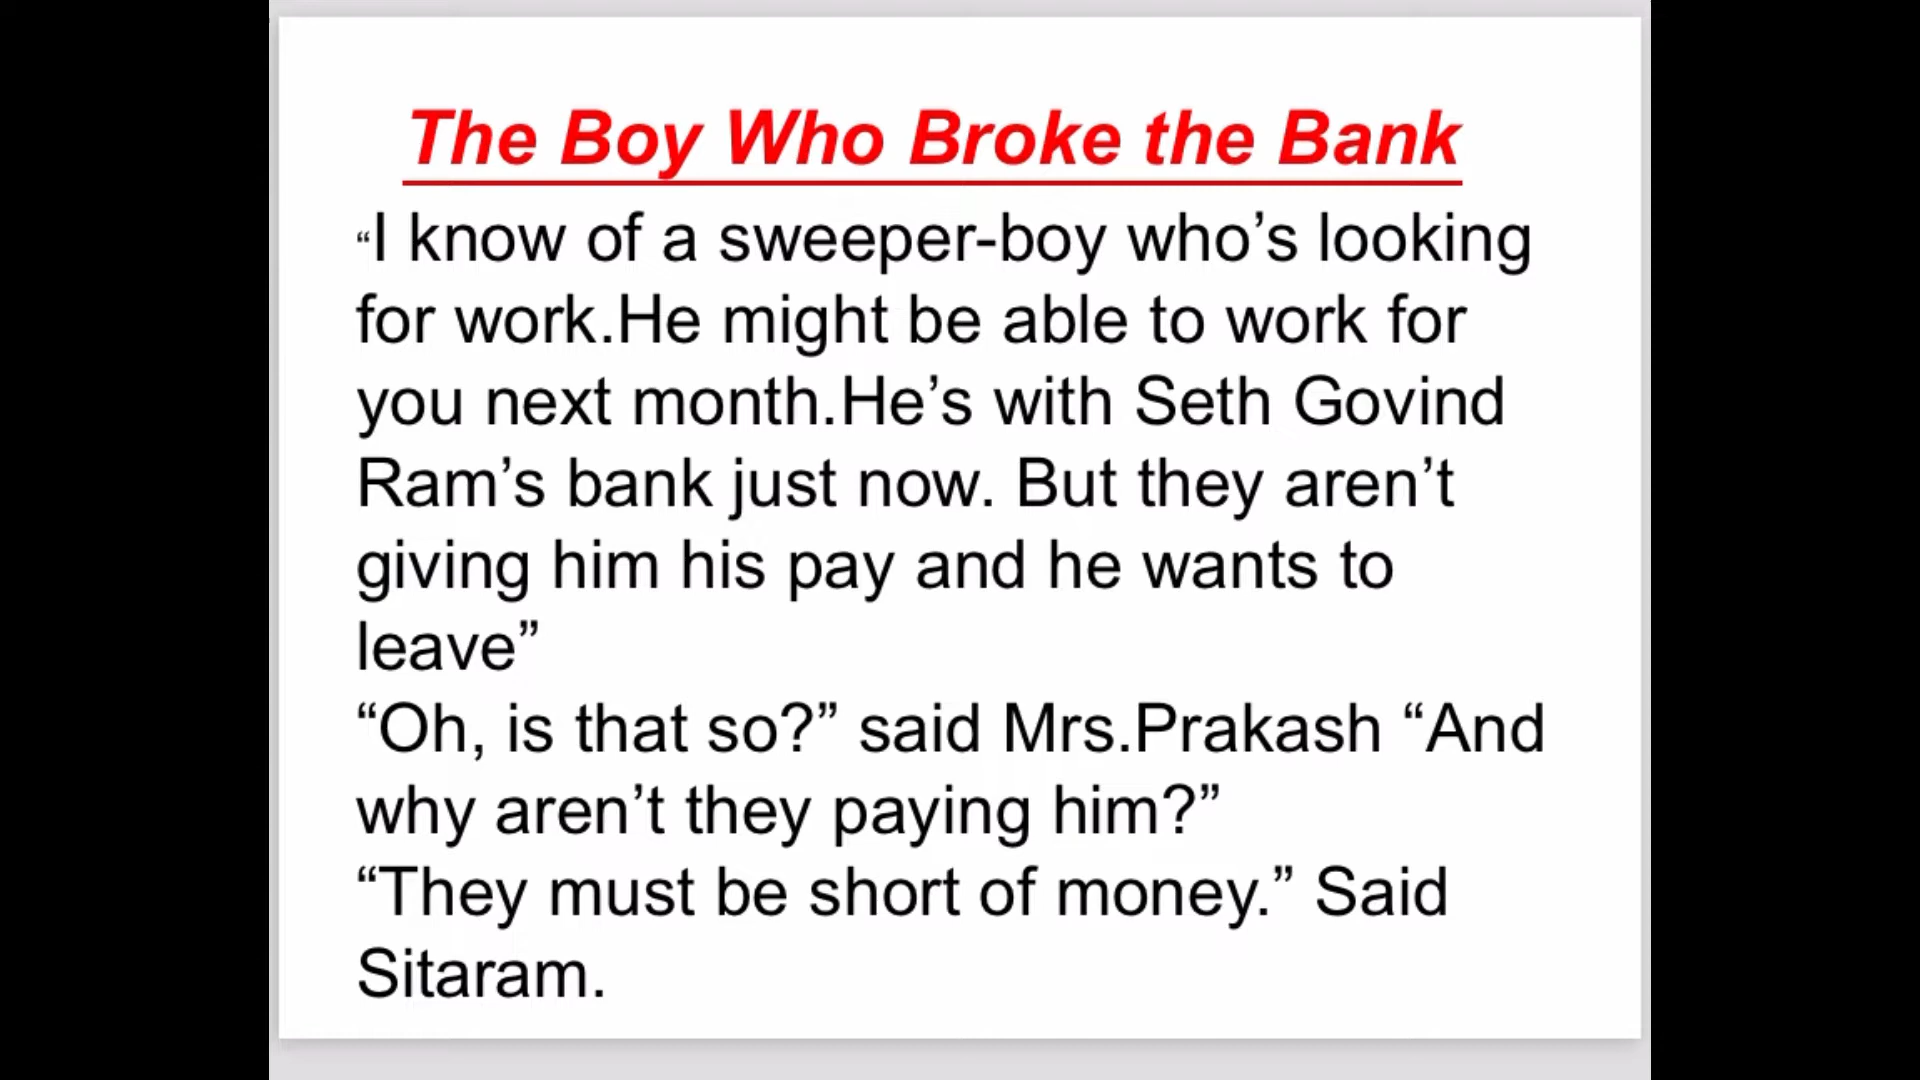 The Boy Who Broke the Bank
“I know of a sweeper-boy who’s looking
for work.He might be able to work for
you next month.He’s with Seth Govind
Ram’s bank just now. But they aren’t
giving him his pay and he wants to
leave”
“Oh, is that so?” said Mrs.Prakash “And
why aren’t they paying him?”
“They must be short of money.” Said
Sitaram.